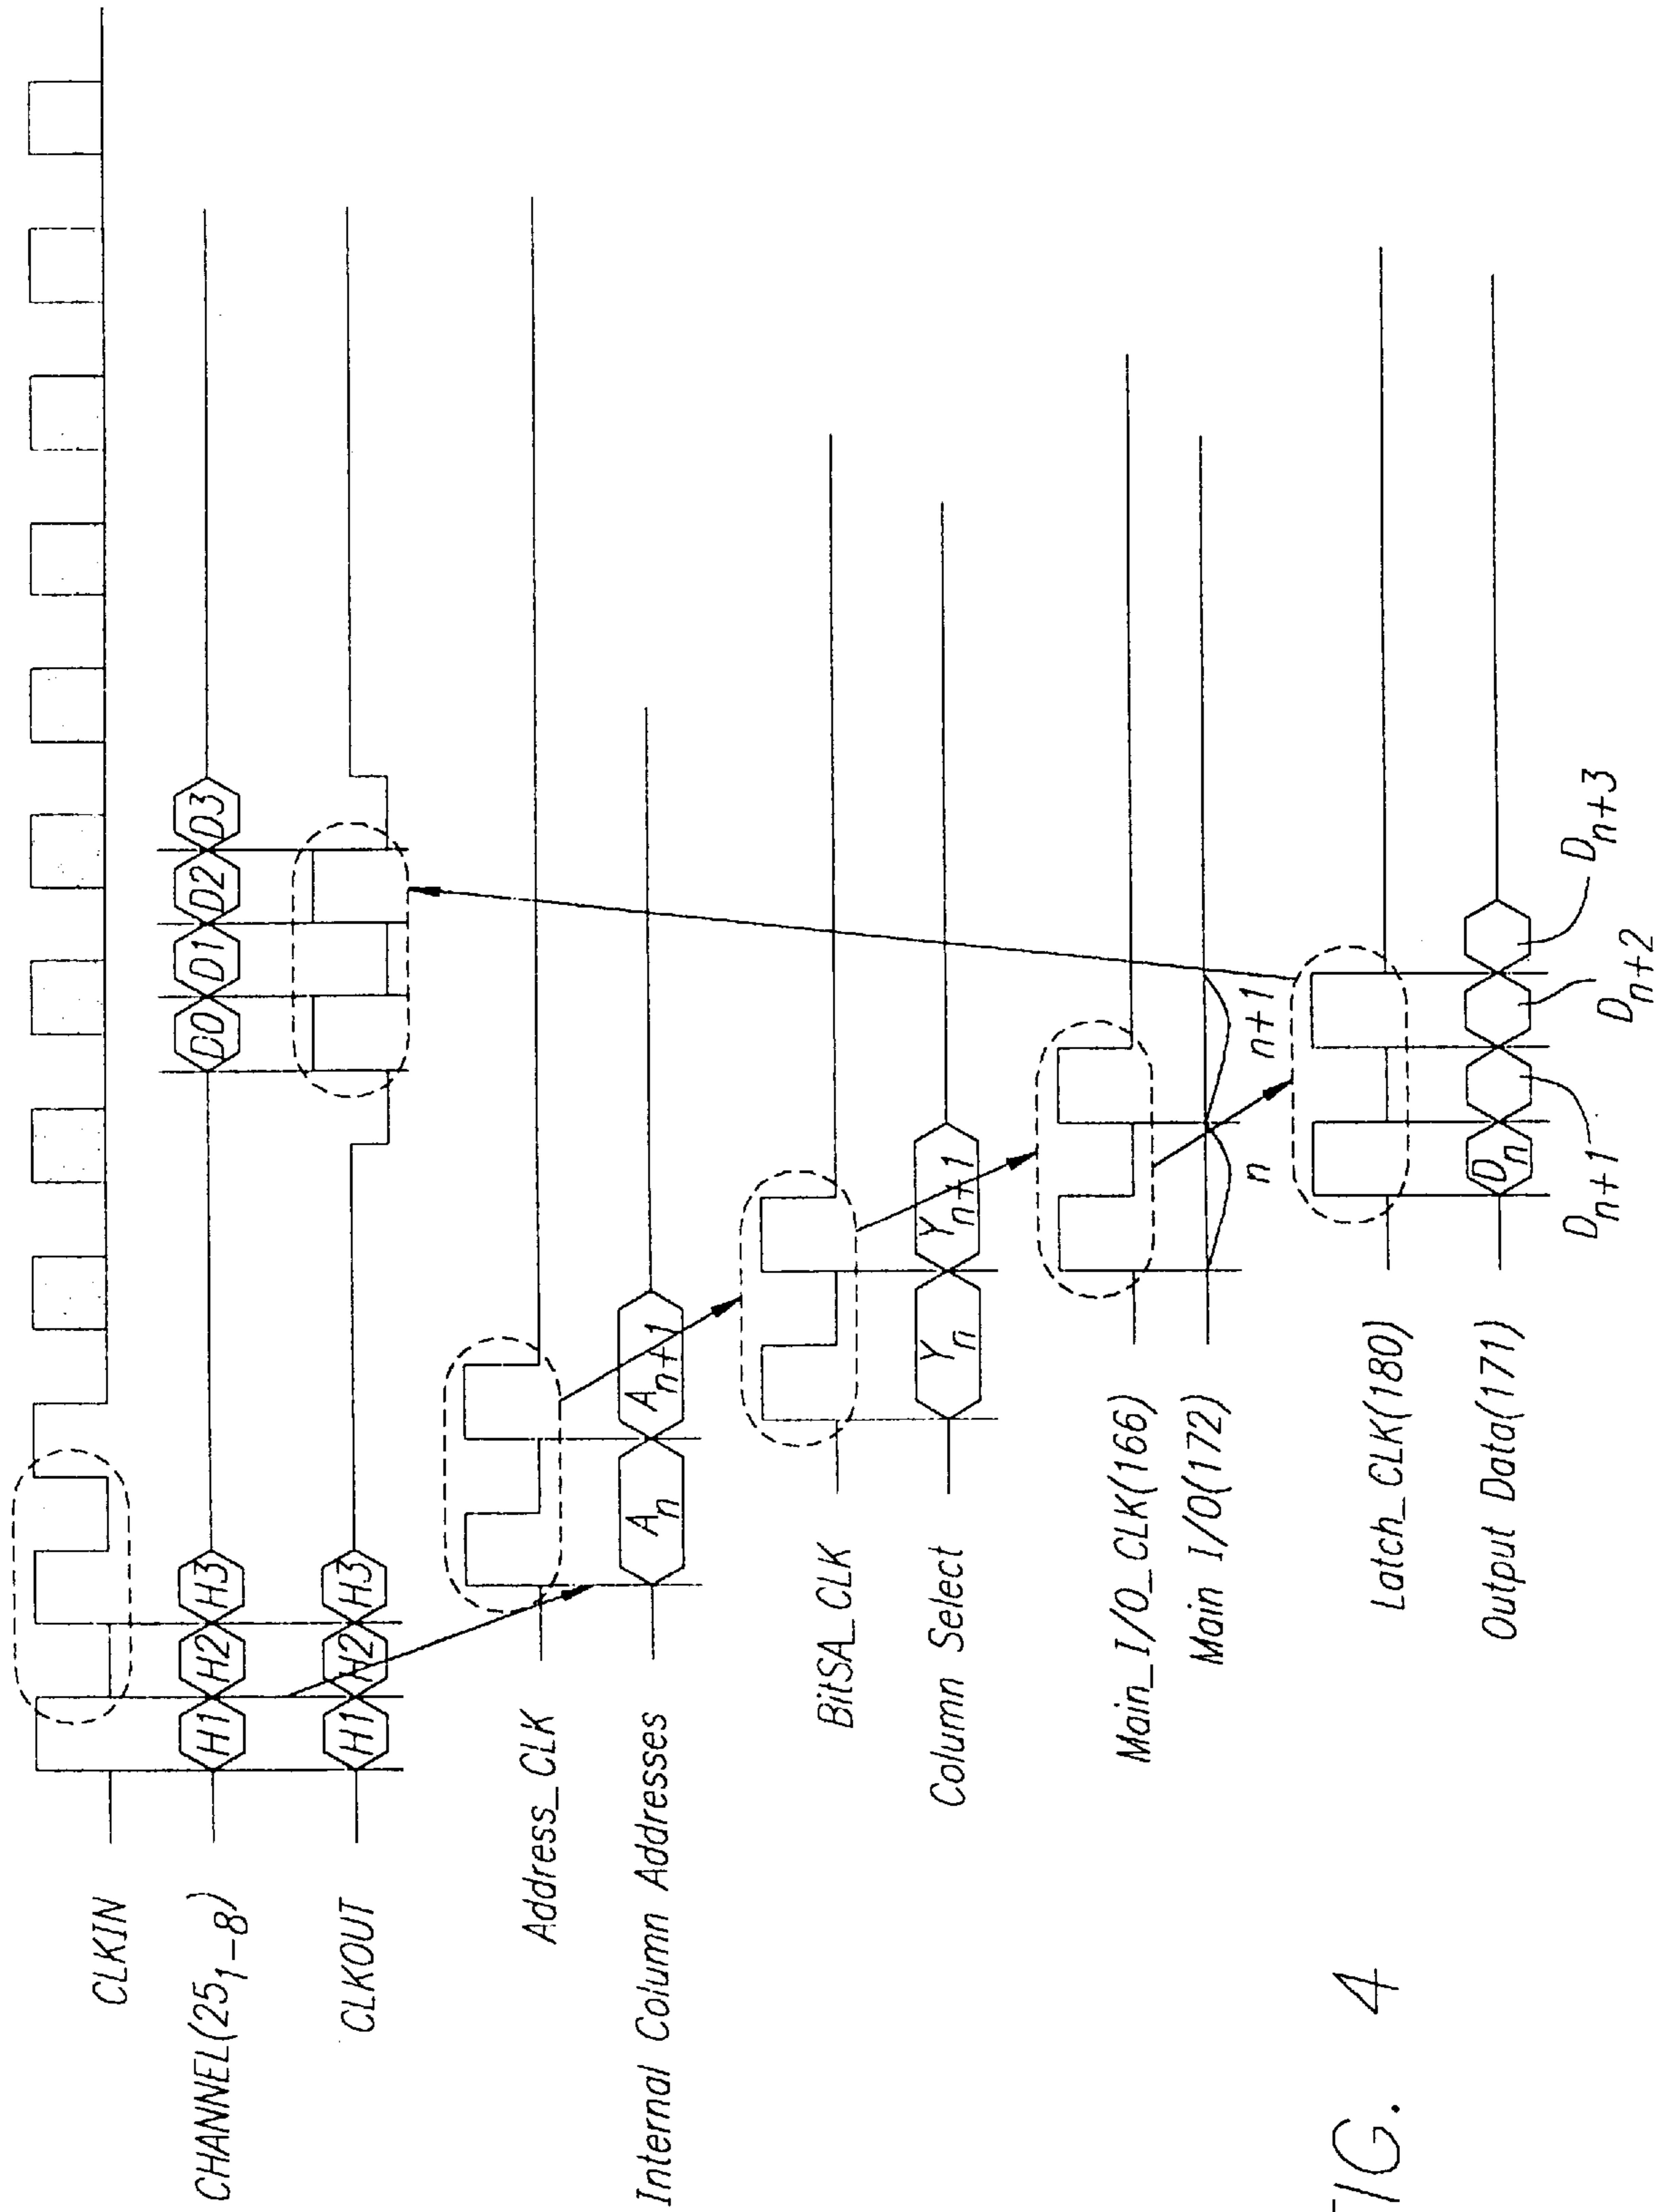 CLKIN
CHANNEL(25₁₋₈) H1 H2 H3 D0 D1 D2 D3
CLKOUT H1 H2 H3
Address_CLK
Internal Column Addresses Aₙ Aₙ₊₁
BitSA_CLK
Column Select Yₙ Yₙ₊₁
Main_I/O_CLK(166)
Main I/O(172) n n+1
Latch_CLK(180)
Output Data(171) Dₙ
Dₙ₊₁ Dₙ₊₂ Dₙ₊₃
FIG. 4